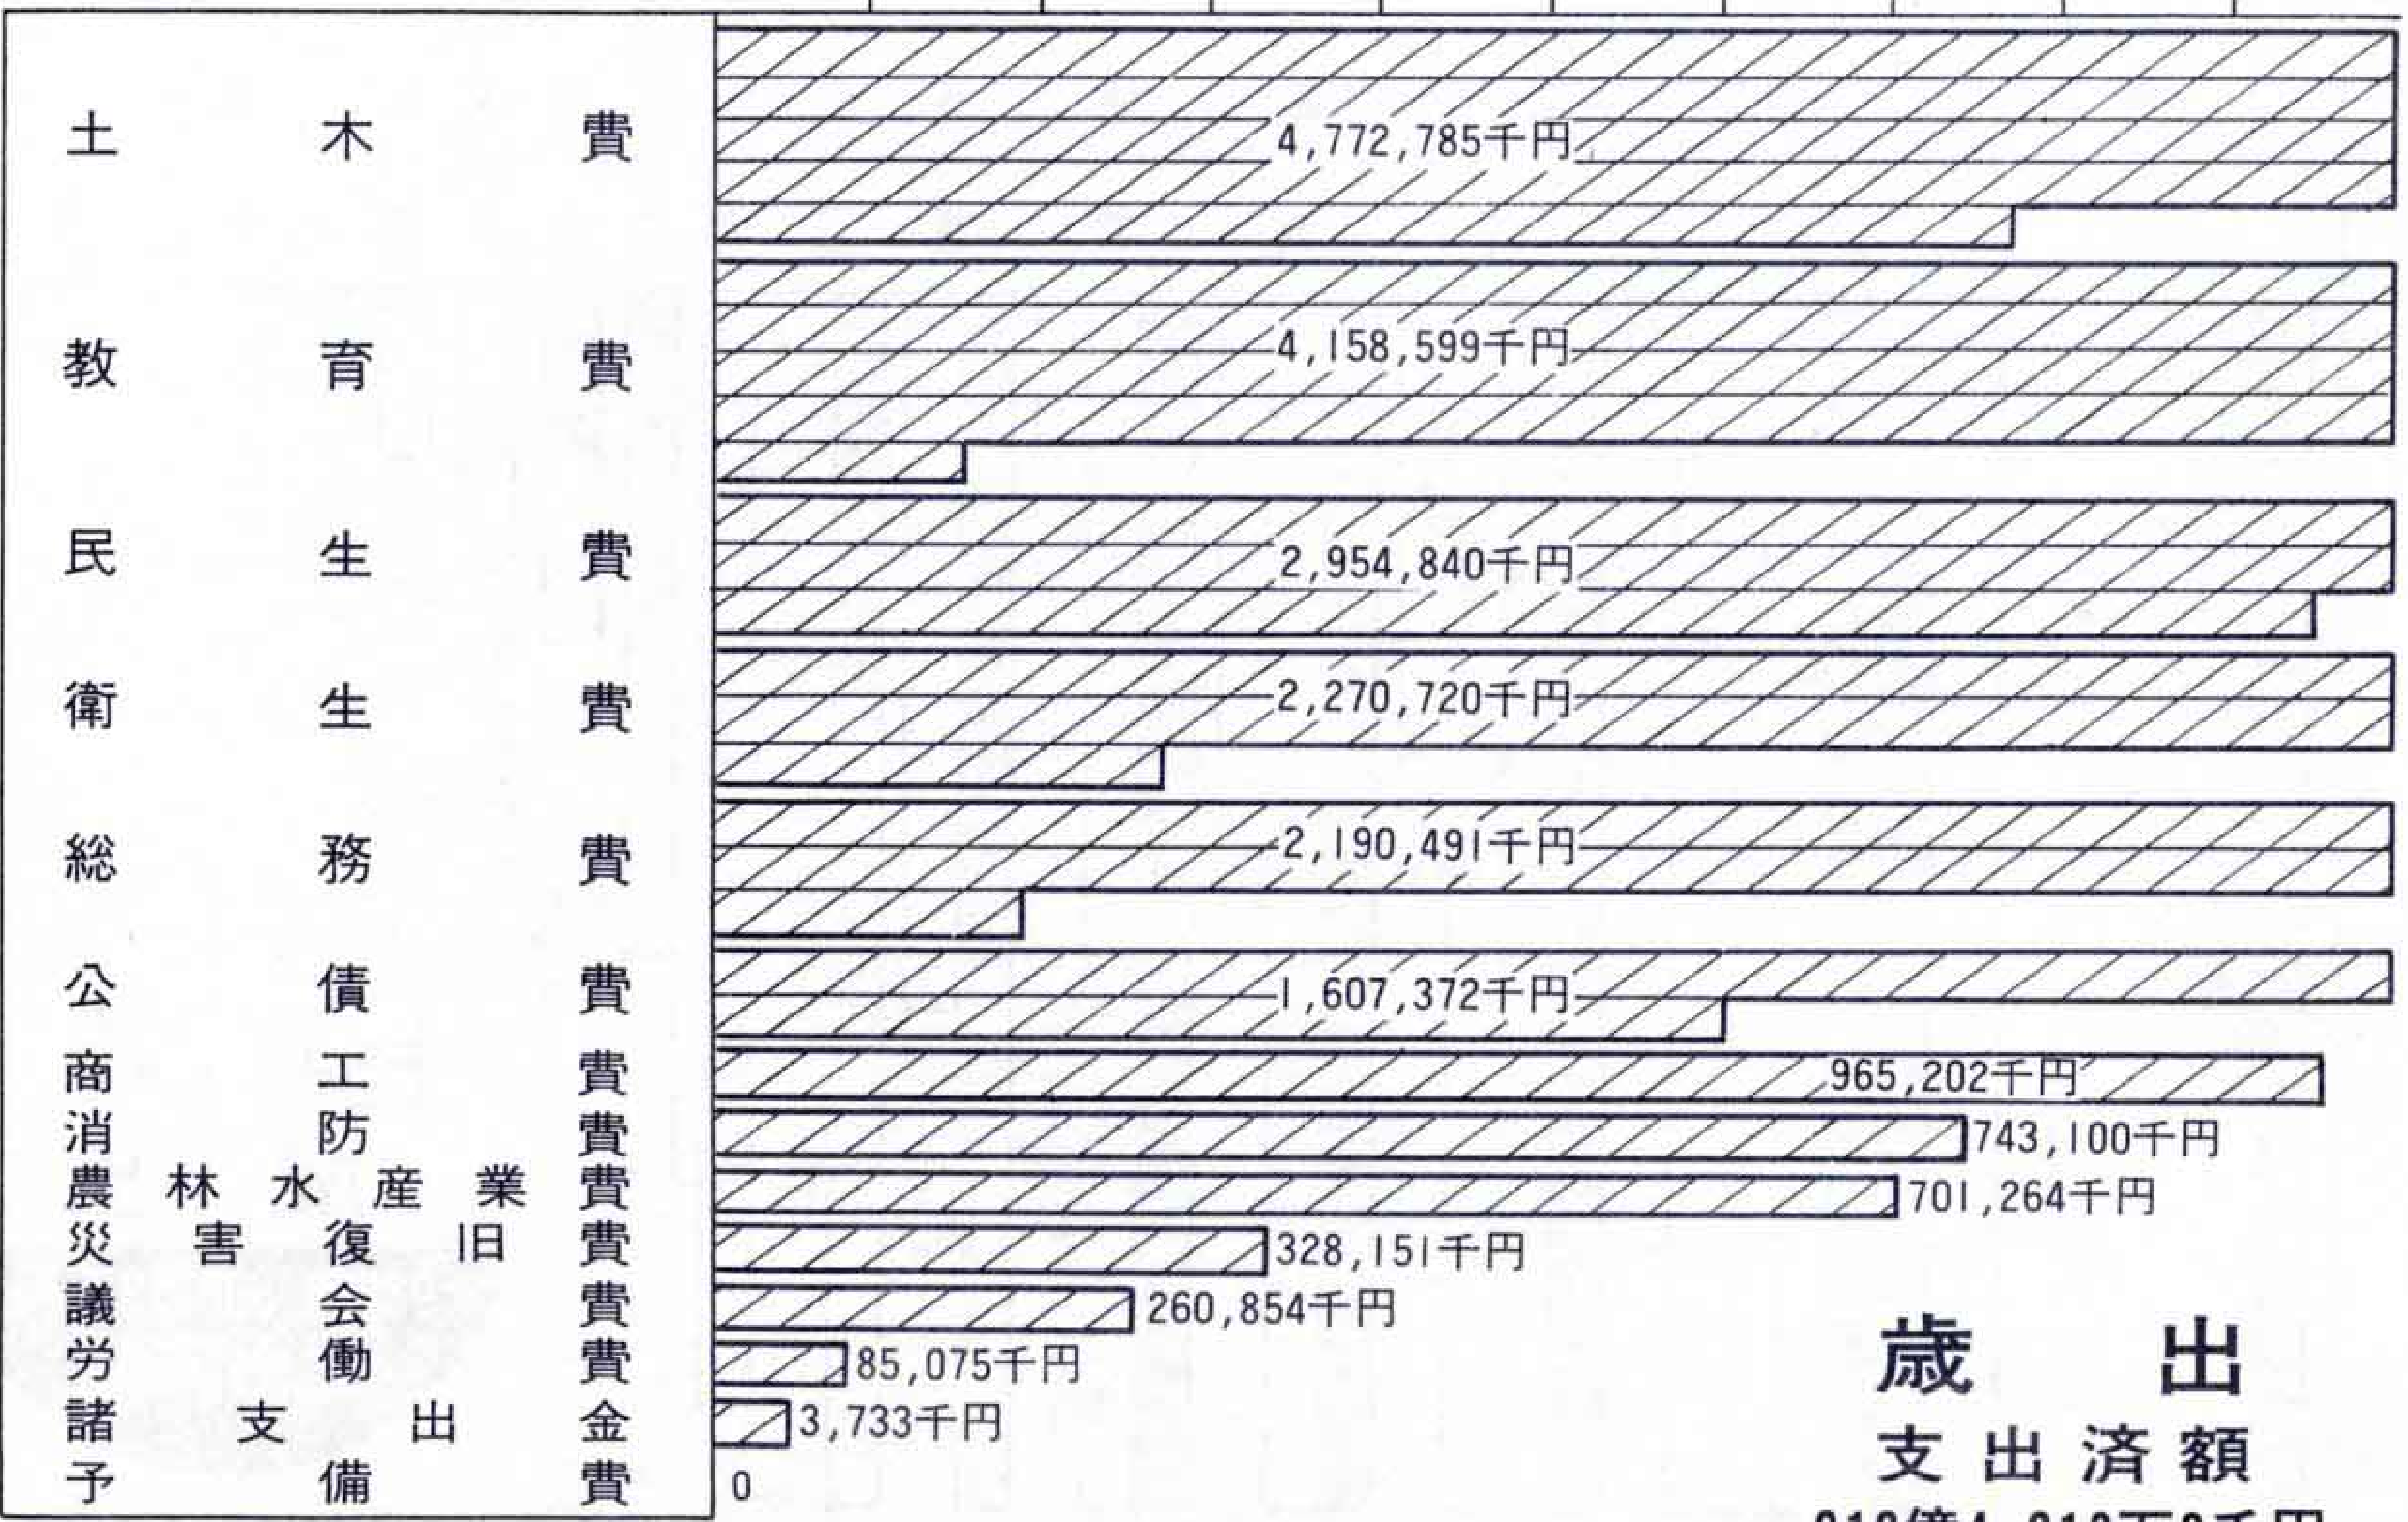 土木費 4,772,785千円
教育費 4,158,599千円
民生費 2,954,840千円
衛生費 2,270,720千円
総務費 2,190,491千円
公債費 1,607,372千円
商工費 965,202千円
消防費 743,100千円
農林水産業費 701,264千円
災害復旧費 328,151千円
議会費 260,854千円
労働費 85,075千円
諸支出金 3,733千円
予備費 0
歳出
支出済額